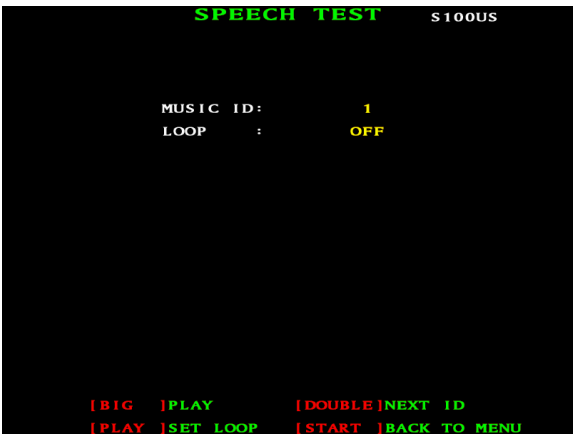 SPEECH TEST S100US
MUSIC ID: 1
LOOP : OFF
[BIG ]PLAY [DOUBLE]NEXT ID
[PLAY ]SET LOOP [START ]BACK TO MENU